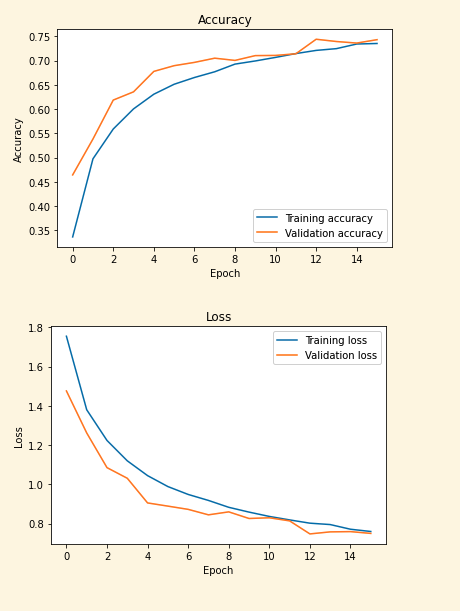 Accuracy
0.75
0.70
0.65
0.60
0.55
0.50
0.45
0.40
0.35
Accuracy
Training accuracy
Validation accuracy
0 2 4 6 8 10 12 14
Epoch
Loss
1.8
1.6
1.4
1.2
1.0
0.8
Loss
Training loss
Validation loss
0 2 4 6 8 10 12 14
Epoch